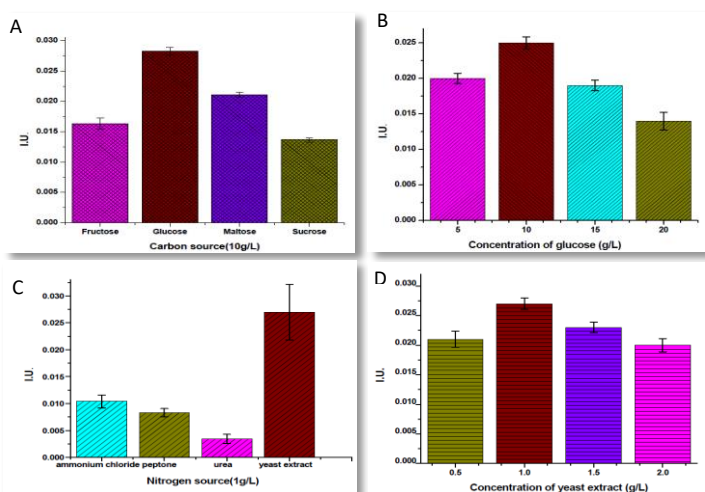 A
0.030
0.025
0.020
0.015
0.010
0.005
0.000
I.U.
Fructose Glucose Maltose Sucrose
Carbon source(10g/L)
B
0.025
0.020
0.015
0.010
0.005
0.000
I.U.
5 10 15 20
Concentration of glucose (g/L)
C
0.030
0.025
0.020
0.015
0.010
0.005
0.000
I.U.
ammonium chloride peptone urea yeast extract
Nitrogen source(1g/L)
D
0.030
0.020
0.010
0.005
0.000
0.025
0.015
I.U.
0.5 1.0 1.5 2.0
Concentration of yeast extract (g/L)